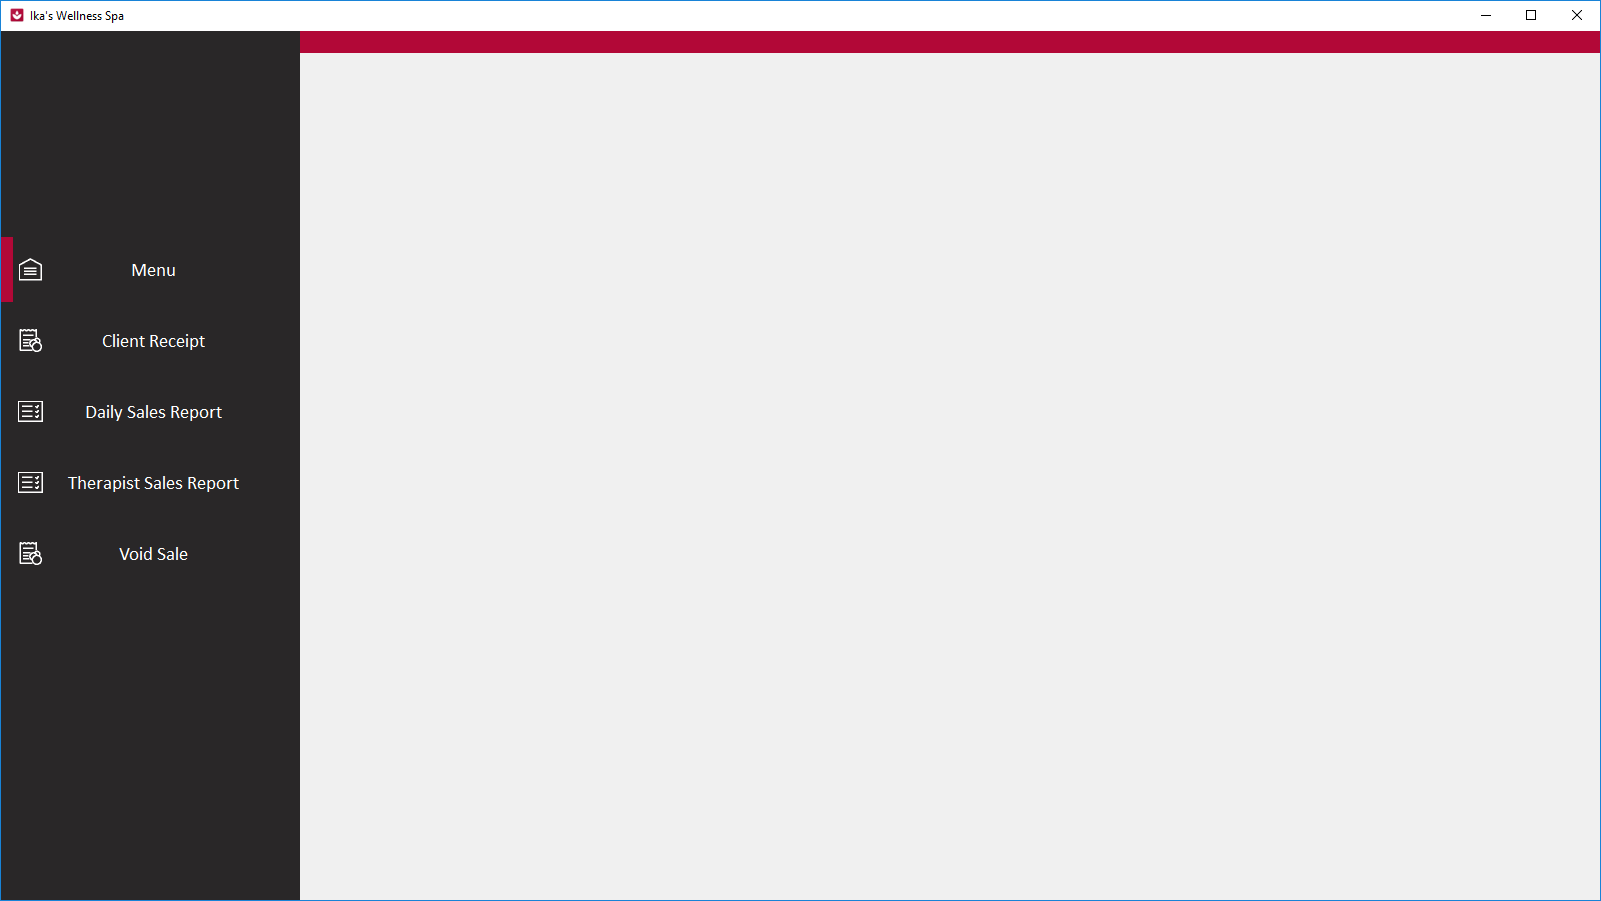 Ika's Wellness Spa
Menu
Client Receipt
Daily Sales Report
Therapist Sales Report
Void Sale